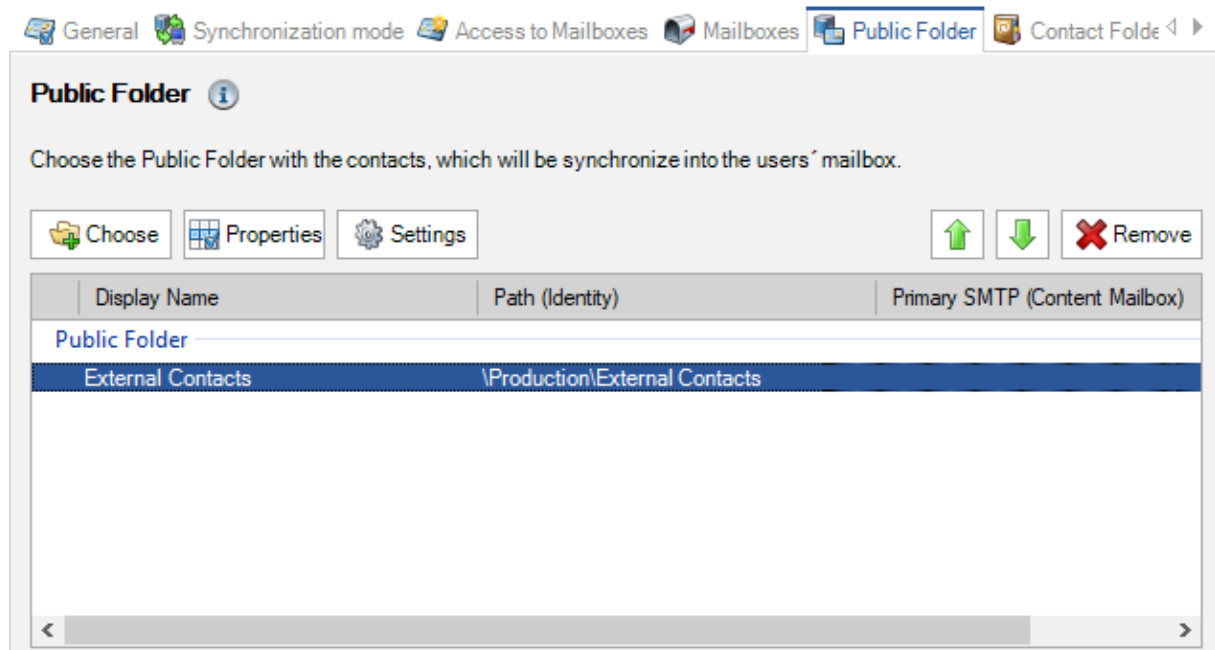 General Synchronization mode Access to Mailboxes Mailboxes Public Folder Contact Folde
Public Folder
Choose the Public Folder with the contacts, which will be synchronize into the users´ mailbox.
Choose Properties Settings Remove
Display Name Path (Identity) Primary SMTP (Content Mailbox)
Public Folder
External Contacts \Production\External Contacts